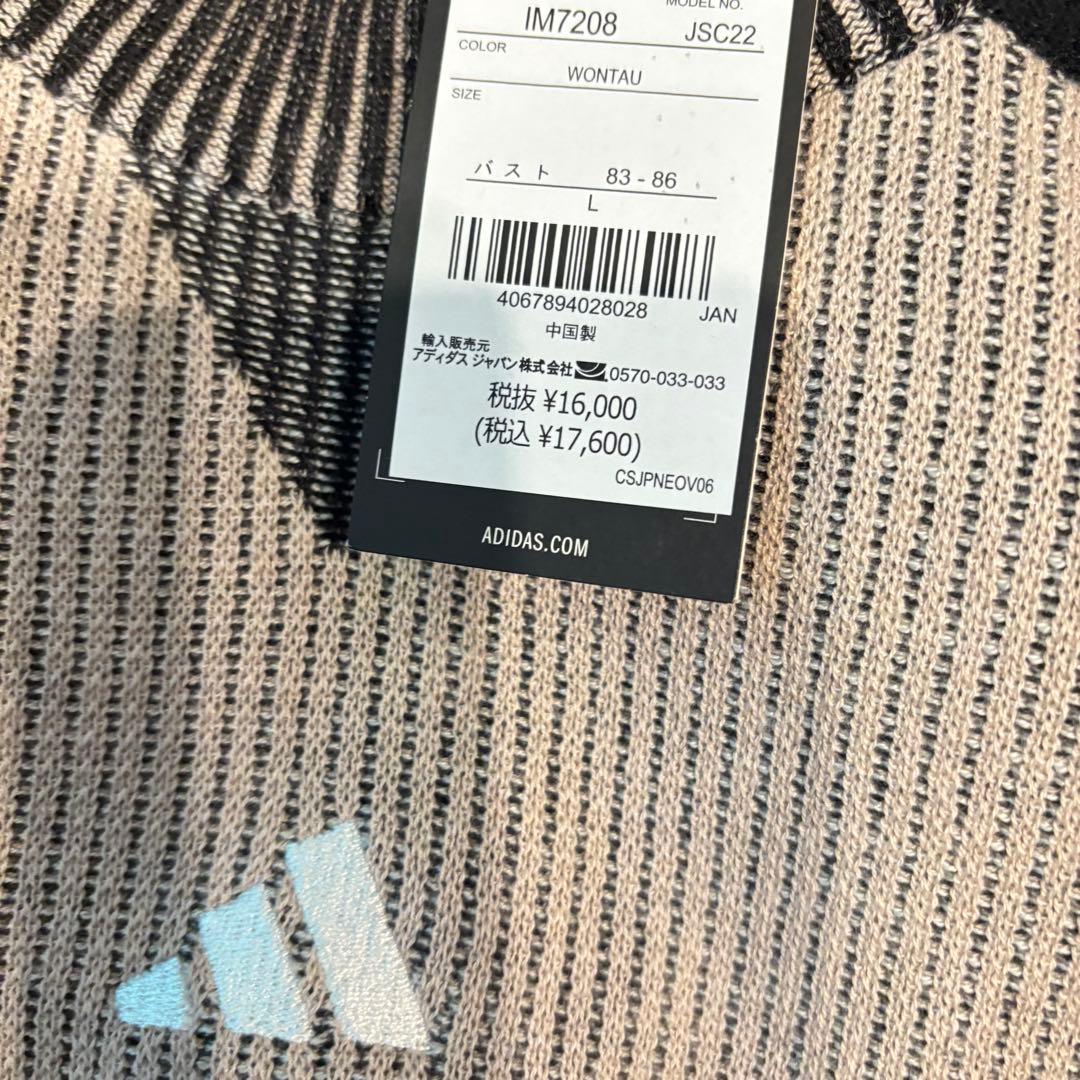 MODEL NO.
IM7208 JSC22
COLOR
WONTAU
SIZE
バスト 83-86
L
4067894028028 JAN
中国製
輸入販売元
アディダス ジャパン株式会社 0570-033-033
税抜 ¥16,000
(税込 ¥17,600)
CSJPNEOV06
ADIDAS.COM